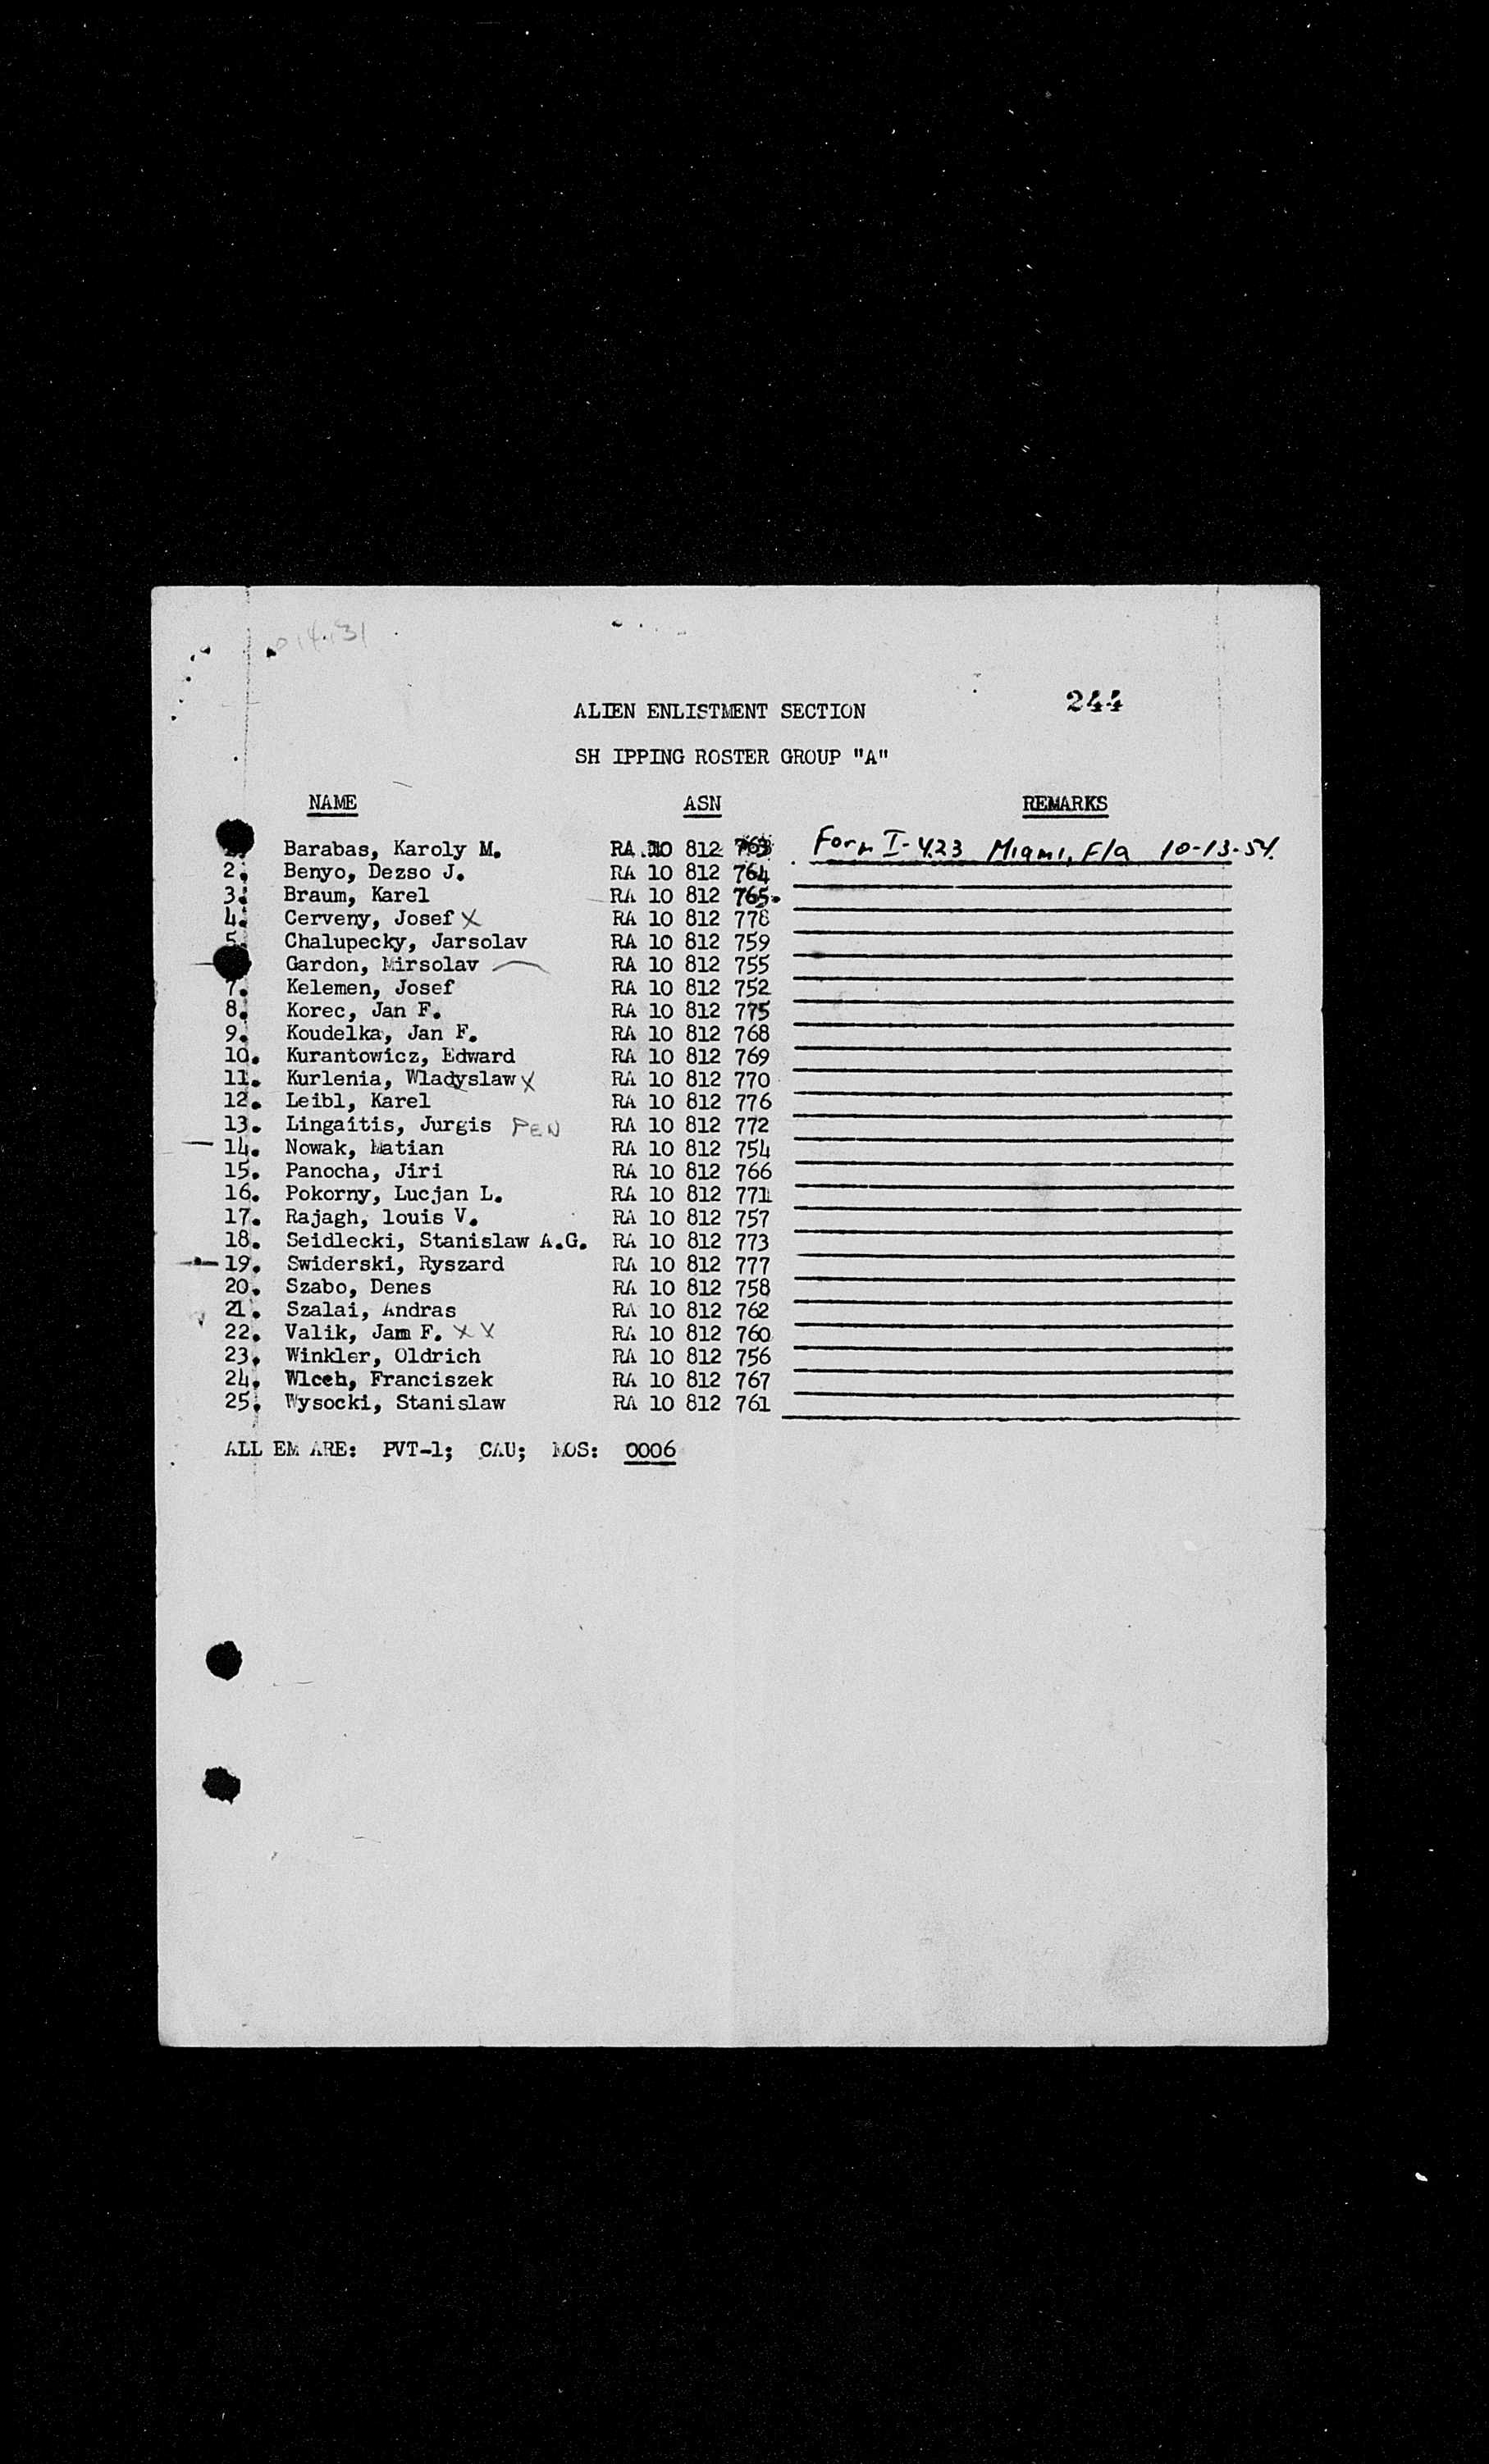 014.31
244
ALIEN ENLISTMENT SECTION
SH IPPING ROSTER GROUP "A"
NAME ASN REMARKS
Barabas, Karoly M. RA 10 812 763 Form I-423 Miami, Fla 10-13-54.
2. Benyo, Dezso J. RA 10 812 764
3. Braum, Karel RA 10 812 765.
4. Cerveny, Josef X RA 10 812 778
5. Chalupecky, Jarsolav RA 10 812 759
Gardon, Mirsolav RA 10 812 755
7. Kelemen, Josef RA 10 812 752
8. Korec, Jan F. RA 10 812 775
9. Koudelka, Jan F. RA 10 812 768
10. Kurantowicz, Edward RA 10 812 769
11. Kurlenia, Wladyslaw X RA 10 812 770
12. Leibl, Karel RA 10 812 776
13. Lingaitis, Jurgis PEN RA 10 812 772
14. Nowak, Matian RA 10 812 754
15. Panocha, Jiri RA 10 812 766
16. Pokorny, Lucjan L. RA 10 812 771
17. Rajagh, louis V. RA 10 812 757
18. Seidlecki, Stanislaw A.G. RA 10 812 773
19. Swiderski, Ryszard RA 10 812 777
20. Szabo, Denes RA 10 812 758
21. Szalai, Andras RA 10 812 762
22. Valik, Jam F. X X RA 10 812 760
23. Winkler, Oldrich RA 10 812 756
24. Wlceh, Franciszek RA 10 812 767
25. Wysocki, Stanislaw RA 10 812 761
ALL EM ARE: PVT-1; CAU; MOS: 0006